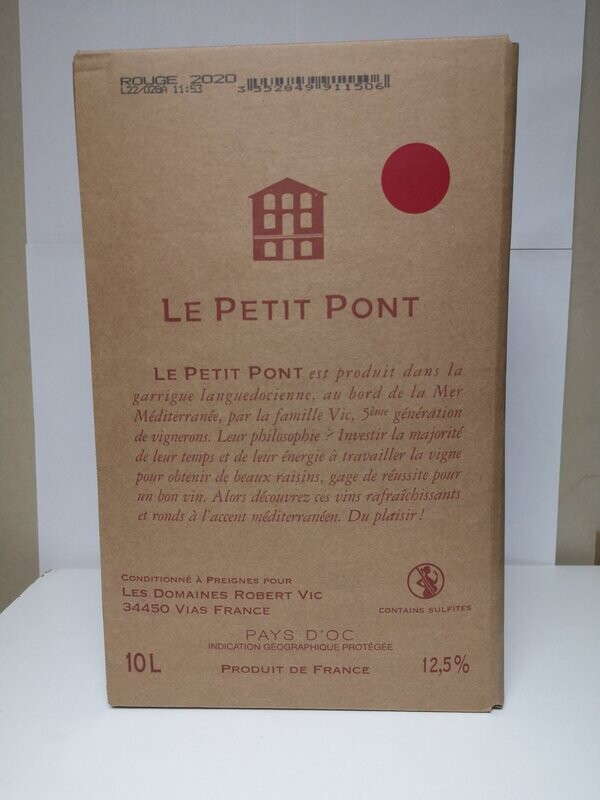 ROUGE 2020
L22/028A 11:53
3 552849 911506
LE PETIT PONT
LE PETIT PONT est produit dans la
garrigue languedocienne, au bord de la Mer
Méditerranée, par la famille Vic, 5ème génération
de vignerons. Leur philosophie ? Investir la majorité
de leur temps et de leur énergie à travailler la vigne
pour obtenir de beaux raisins, gage de réussite pour
un bon vin. Alors découvrez ces vins rafraîchissants
et ronds à l'accent méditerranéen. Du plaisir !
CONDITIONNÉ À PREIGNES POUR
LES DOMAINES ROBERT VIC
34450 VIAS FRANCE
CONTAINS SULFITES
PAYS D'OC
INDICATION GÉOGRAPHIQUE PROTÉGÉE
10L PRODUIT DE FRANCE 12,5%